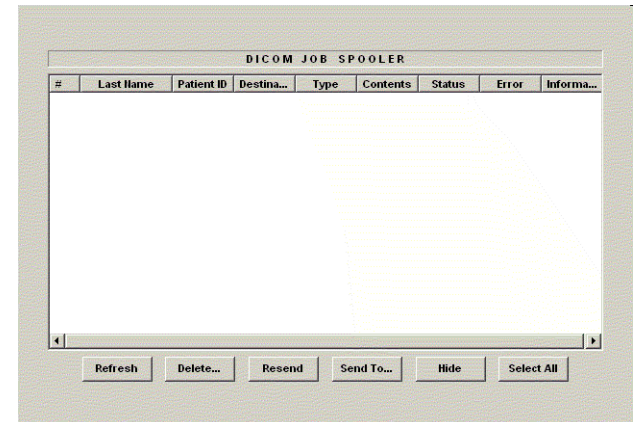 DICOM JOB SPOOLER
# Last Name Patient ID Destina... Type Contents Status Error Informa...
Refresh Delete... Resend Send To... Hide Select All